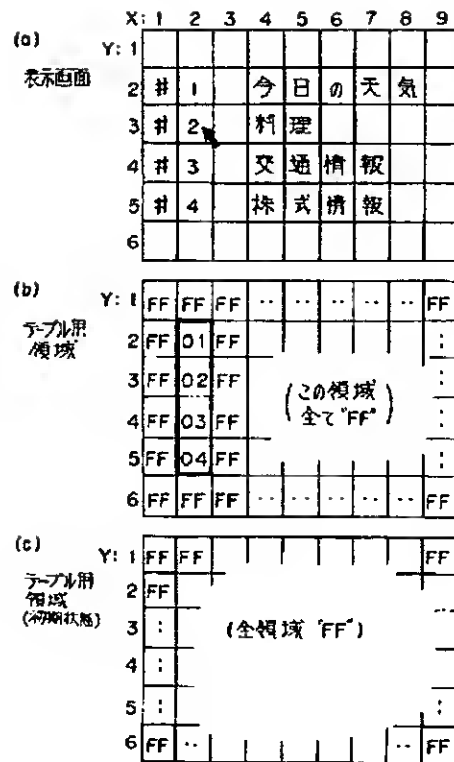 X: 1 2 3 4 5 6 7 8 9
(a)
Y: 1
表示画面
2 # 1 今日の天気
3 # 2 料理
4 # 3 交通情報
5 # 4 株式情報
6
(b)
Y: 1 FF FF FF ‥ ‥ ‥ ‥ ‥ FF
テーブル用
領域
2 FF 01 FF :
3 FF 02 FF (この領域 :
4 FF 03 FF 全て"FF") :
5 FF 04 FF :
6 FF FF FF ‥ ‥ ‥ ‥ ‥ FF
(c)
Y: 1 FF FF FF
テーブル用
領域
(初期状態)
2 FF
3 : (全領域"FF") :
4 : :
5 : :
6 FF ‥ ‥ FF